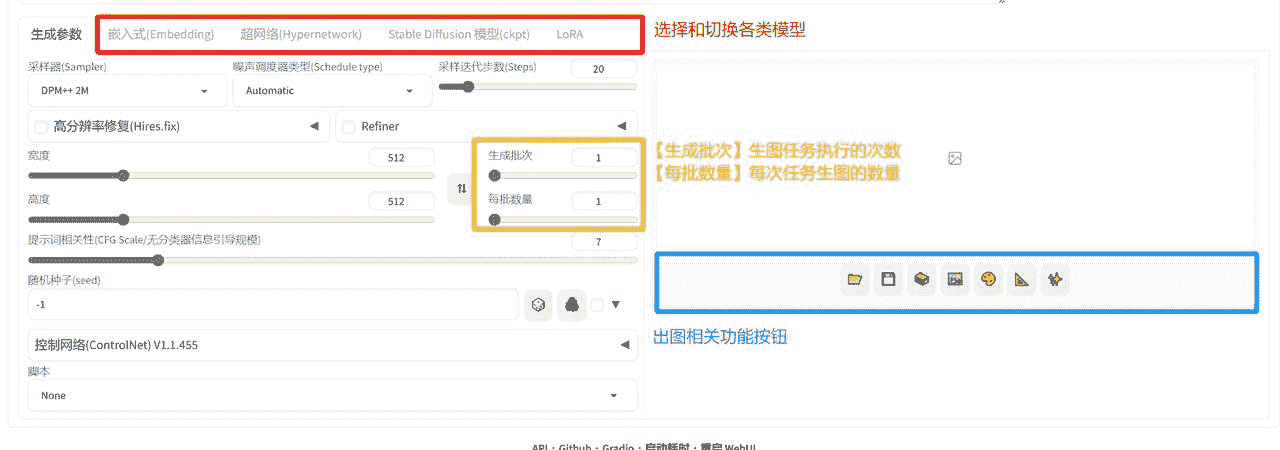 生成参数 嵌入式(Embedding) 超网络(Hypernetwork) Stable Diffusion 模型(ckpt) LoRA 选择和切换各类模型
采样器(Sampler) 噪声调度器类型(Schedule type) 采样迭代步数(Steps) 20
DPM++ 2M Automatic
高分辨率修复(Hires.fix) Refiner
宽度 512 生成批次 1 【生成批次】生图任务执行的次数
【每批数量】每次任务生图的数量
高度 512 每批数量 1
提示词相关性(CFG Scale/无分类器信息引导规模) 7
随机种子(seed)
-1
出图相关功能按钮
控制网络(ControlNet) V1.1.455
脚本
None
API · Github · Gradio · 启动耗时 · 重启 WebUI